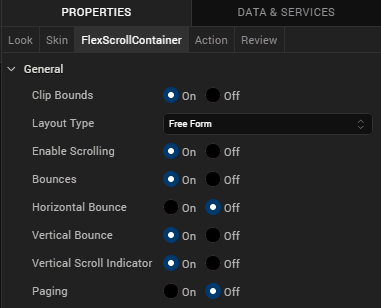 PROPERTIES DATA & SERVICES
Look Skin FlexScrollContainer Action Review
General
Clip Bounds On Off
Layout Type Free Form
Enable Scrolling On Off
Bounces On Off
Horizontal Bounce On Off
Vertical Bounce On Off
Vertical Scroll Indicator On Off
Paging On Off